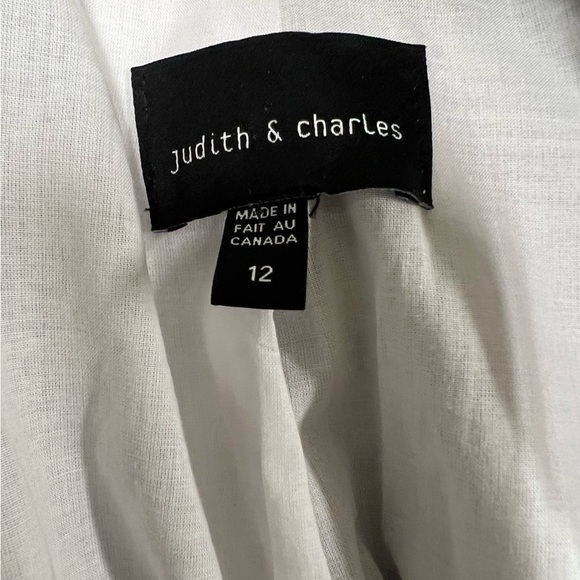 judith & charles
MADE IN
FAIT AU
CANADA
12